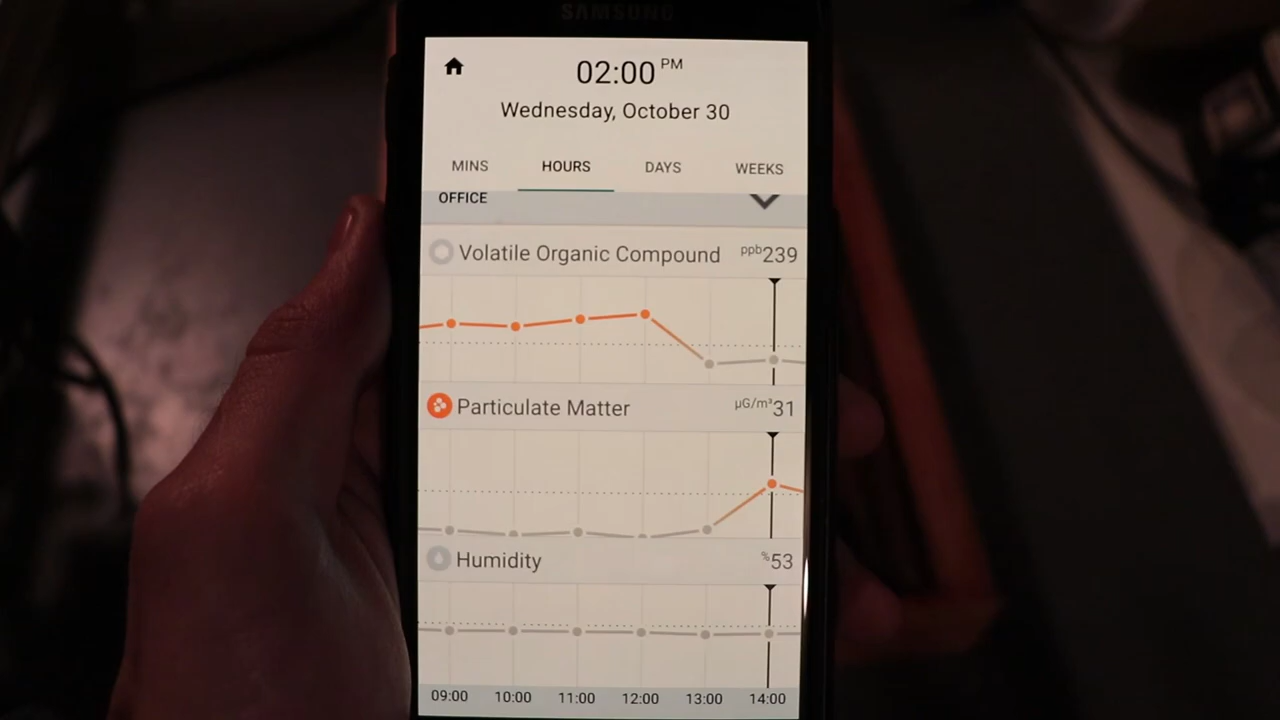 SAMSUNG
02:00 PM
Wednesday, October 30
MINS HOURS DAYS WEEKS
OFFICE
Volatile Organic Compound ppb239
Particulate Matter µG/m³31
Humidity %53
09:00 10:00 11:00 12:00 13:00 14:00